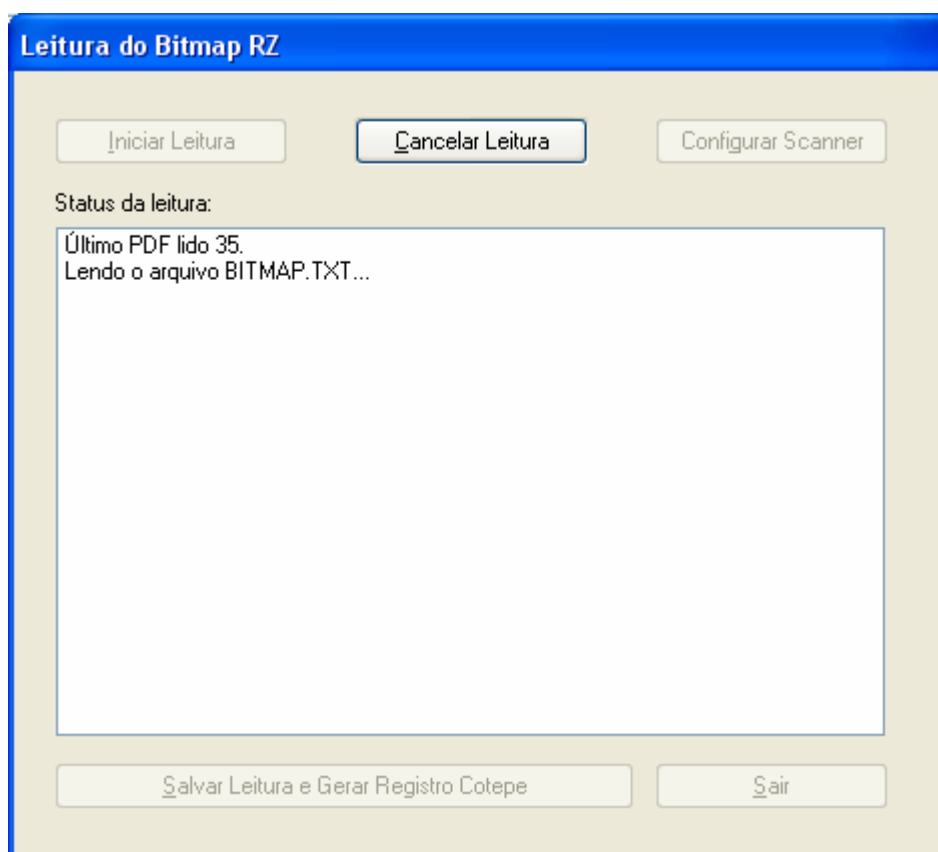 Leitura do Bitmap RZ
Iniciar Leitura
Cancelar Leitura
Configurar Scanner
Status da leitura:
Último PDF lido 35.
Lendo o arquivo BITMAP.TXT...
Salvar Leitura e Gerar Registro Cotepe
Sair